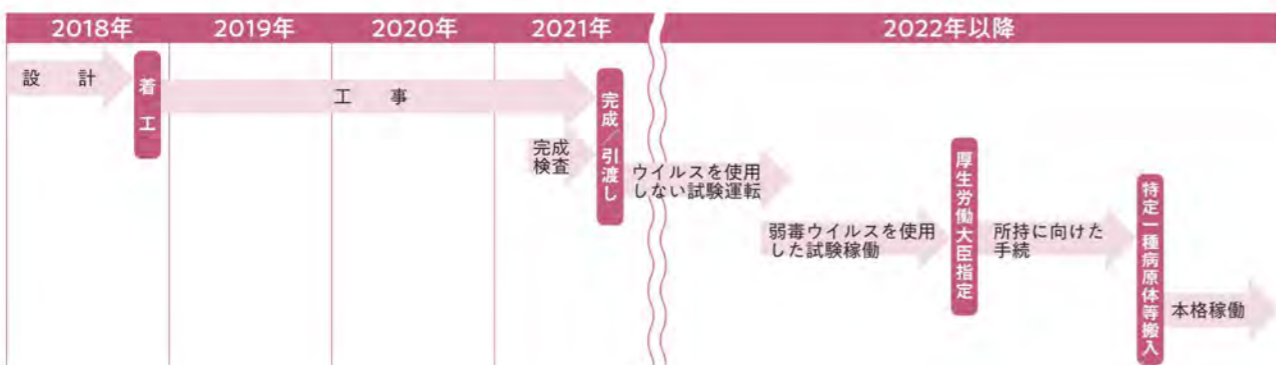 2018年
2019年
2020年
2021年
2022年以降
設 計
着工
工 事
完成
検査
完成／引渡し
ウイルスを使用
しない試験運転
弱毒ウイルスを使用
した試験稼働
厚生労働大臣指定
所持に向けた
手続
特定一種病原体等搬入
本格稼働